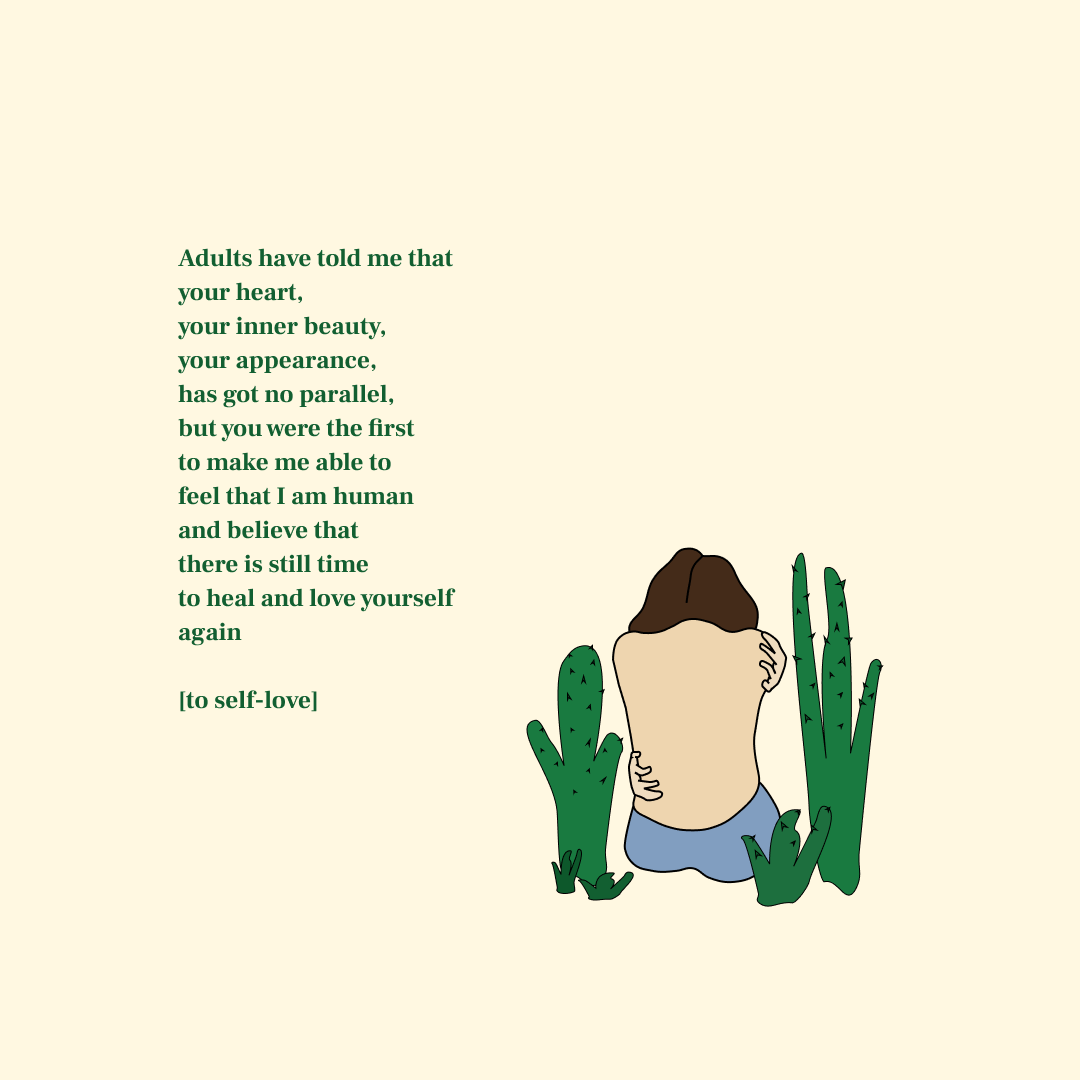 Adults have told me that
your heart,
your inner beauty,
your appearance,
has got no parallel,
but you were the first
to make me able to
feel that I am human
and believe that
there is still time
to heal and love yourself
again
[to self-love]